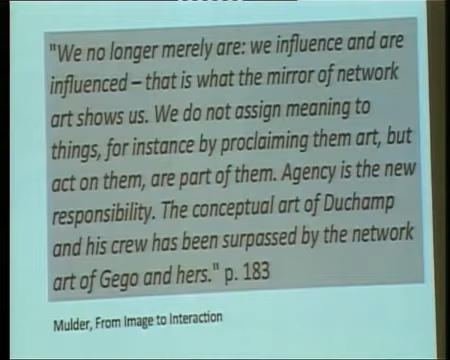 "We no longer merely are: we influence and are
influenced – that is what the mirror of network
art shows us. We do not assign meaning to
things, for instance by proclaiming them art, but
act on them, are part of them. Agency is the new
responsibility. The conceptual art of Duchamp
and his crew has been surpassed by the network
art of Gego and hers." p. 183
Mulder, From Image to Interaction